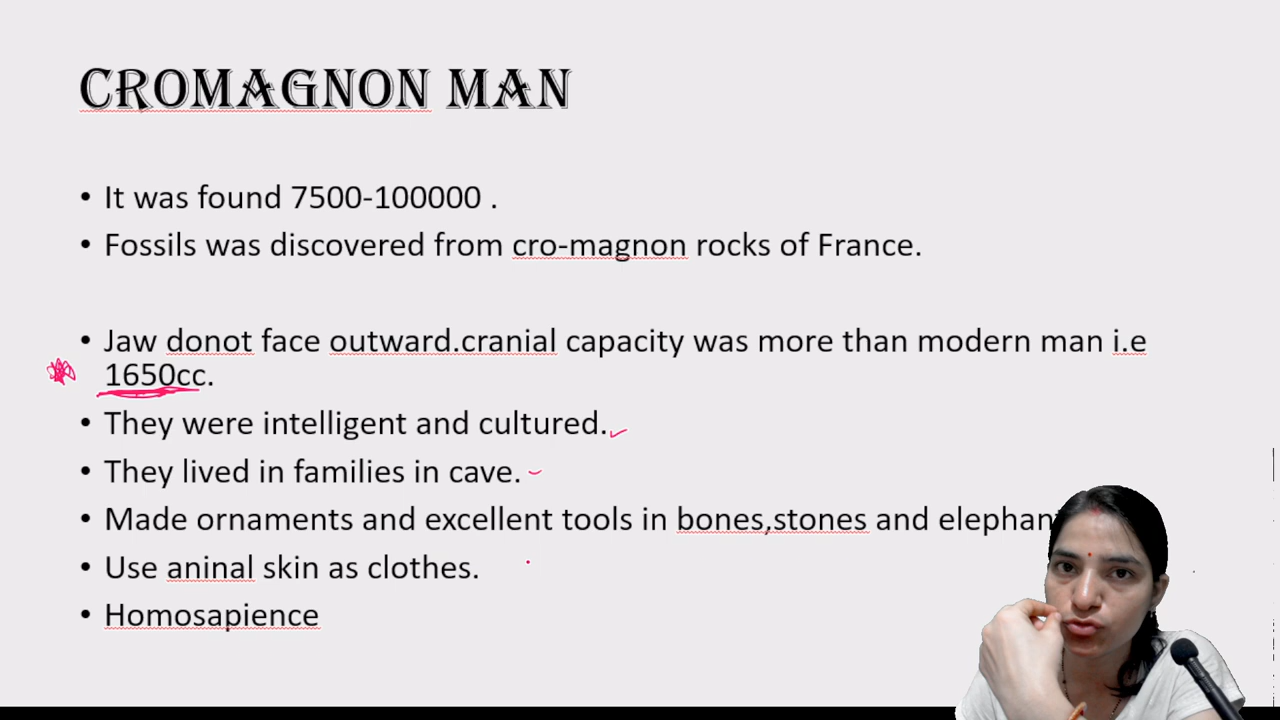 CROMAGNON MAN
• It was found 7500-100000 .
• Fossils was discovered from cro-magnon rocks of France.
• Jaw donot face outward.cranial capacity was more than modern man i.e
1650cc.
• They were intelligent and cultured.
• They lived in families in cave.
• Made ornaments and excellent tools in bones,stones and elephant
• Use aninal skin as clothes.
• Homosapience